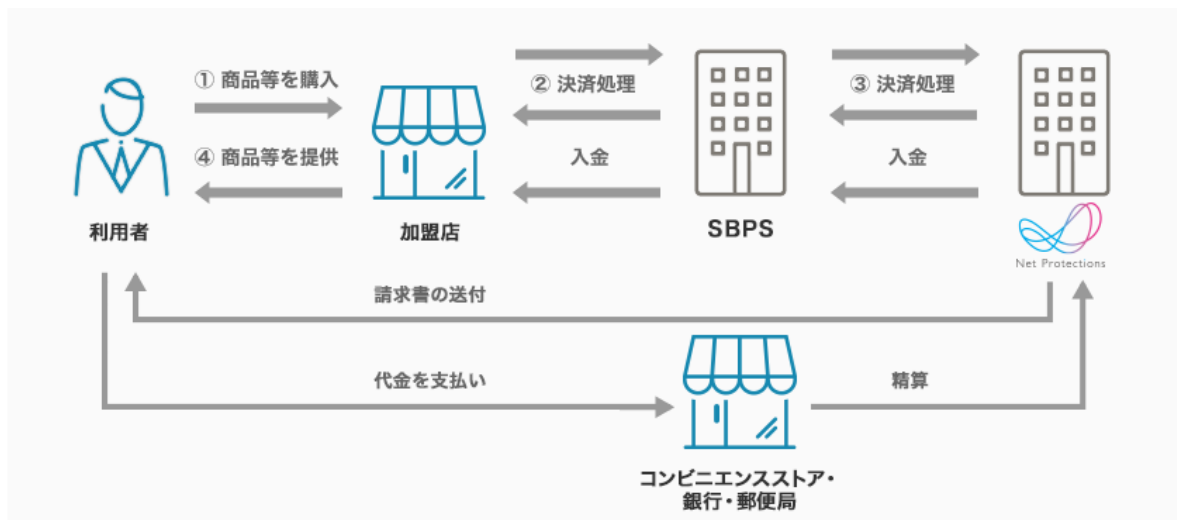 ① 商品等を購入
② 決済処理
③ 決済処理
④ 商品等を提供
入金
入金
利用者
加盟店
SBPS
Net Protections
請求書の送付
代金を支払い
精算
コンビニエンスストア・
銀行・郵便局